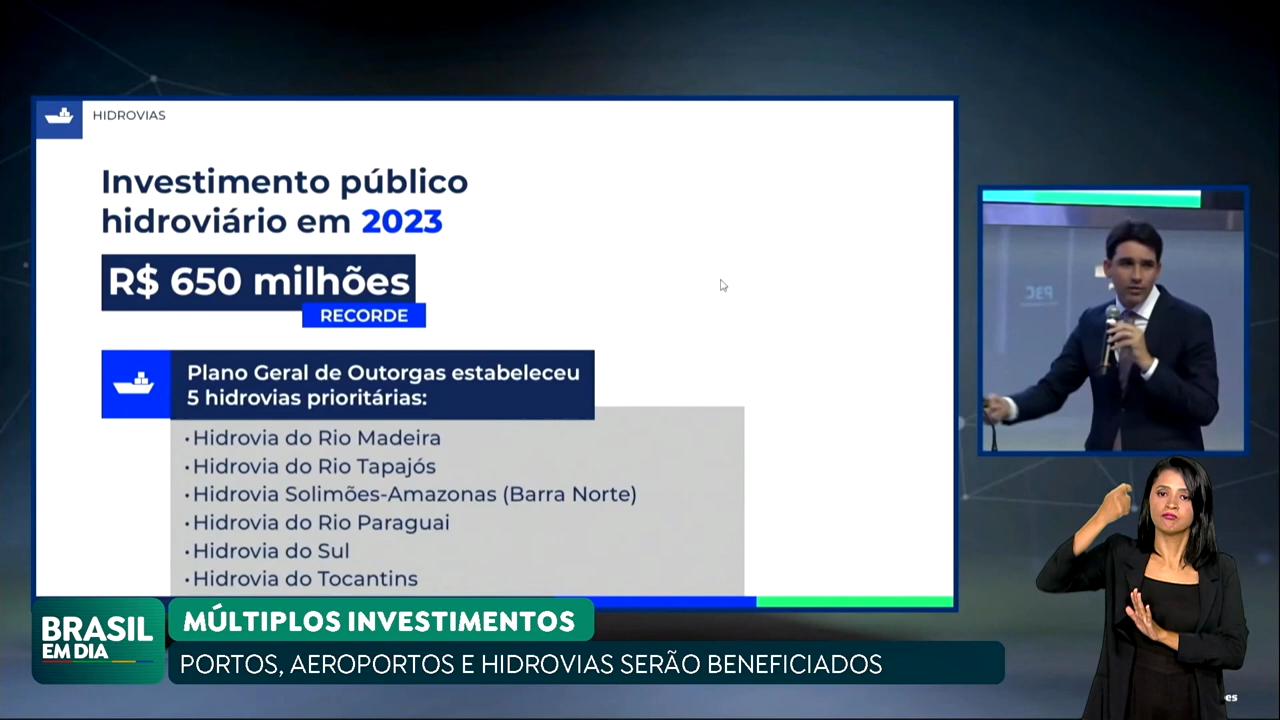 HIDROVIAS
Investimento público
hidroviário em 2023
R$ 650 milhões
RECORDE
Plano Geral de Outorgas estabeleceu
5 hidrovias prioritárias:
•Hidrovia do Rio Madeira
•Hidrovia do Rio Tapajós
•Hidrovia Solimões-Amazonas (Barra Norte)
•Hidrovia do Rio Paraguai
•Hidrovia do Sul
•Hidrovia do Tocantins
BRASIL
EM DIA
MÚLTIPLOS INVESTIMENTOS
PORTOS, AEROPORTOS E HIDROVIAS SERÃO BENEFICIADOS
es